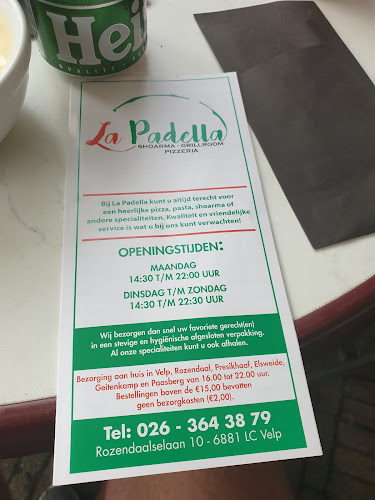 Hei
QUALITY
La Padella
SHOARMA - GRILLROOM
PIZZERIA
Bij La Padella kunt u altijd terecht voor
een heerlijke pizza, pasta, shoarma of
andere specialiteiten. Kwaliteit en vriendelijke
service is wat u bij ons kunt verwachten!
OPENINGSTIJDEN:
MAANDAG
14:30 T/M 22:00 UUR
DINSDAG T/M ZONDAG
14:30 T/M 22:30 UUR
Wij bezorgen dan snel uw favoriete gerecht(en)
in een stevige en hygiënische afgesloten verpakking.
Al onze specialiteiten kunt u ook afhalen.
Bezorging aan huis in Velp, Rozendaal, Presikhaaf, Elsweide,
Geitenkamp en Paasberg van 16.00 tot 22.00 uur.
Bestellingen boven de €15,00 bevatten
geen bezorgkosten (€2,00).
Tel: 026 - 364 38 79
Rozendaalselaan 10 - 6881 LC Velp